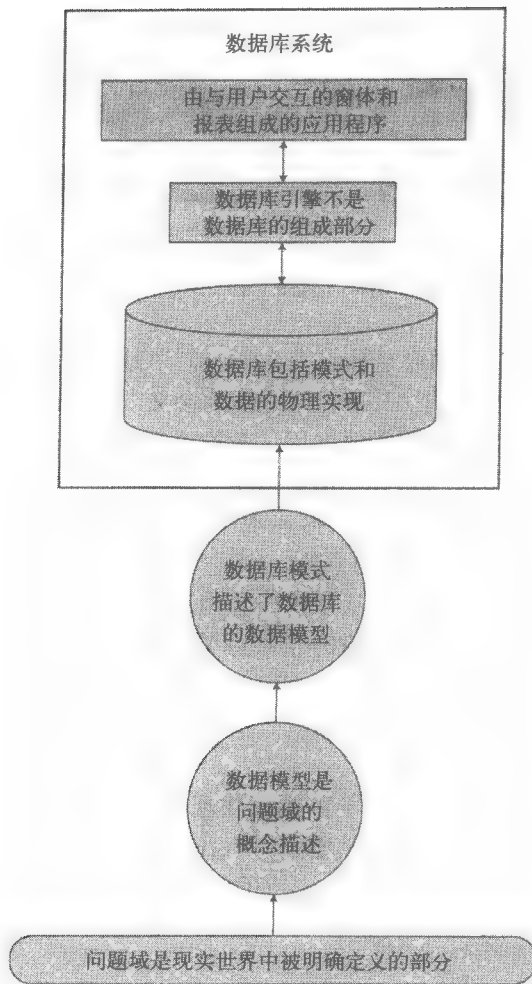 数据库系统
由与用户交互的窗体和
报表组成的应用程序
数据库引擎不是
数据库的组成部分
数据库包括模式和
数据的物理实现
数据库模式
描述了数据库
的数据模型
数据模型是
问题域的
概念描述
问题域是现实世界中被明确定义的部分